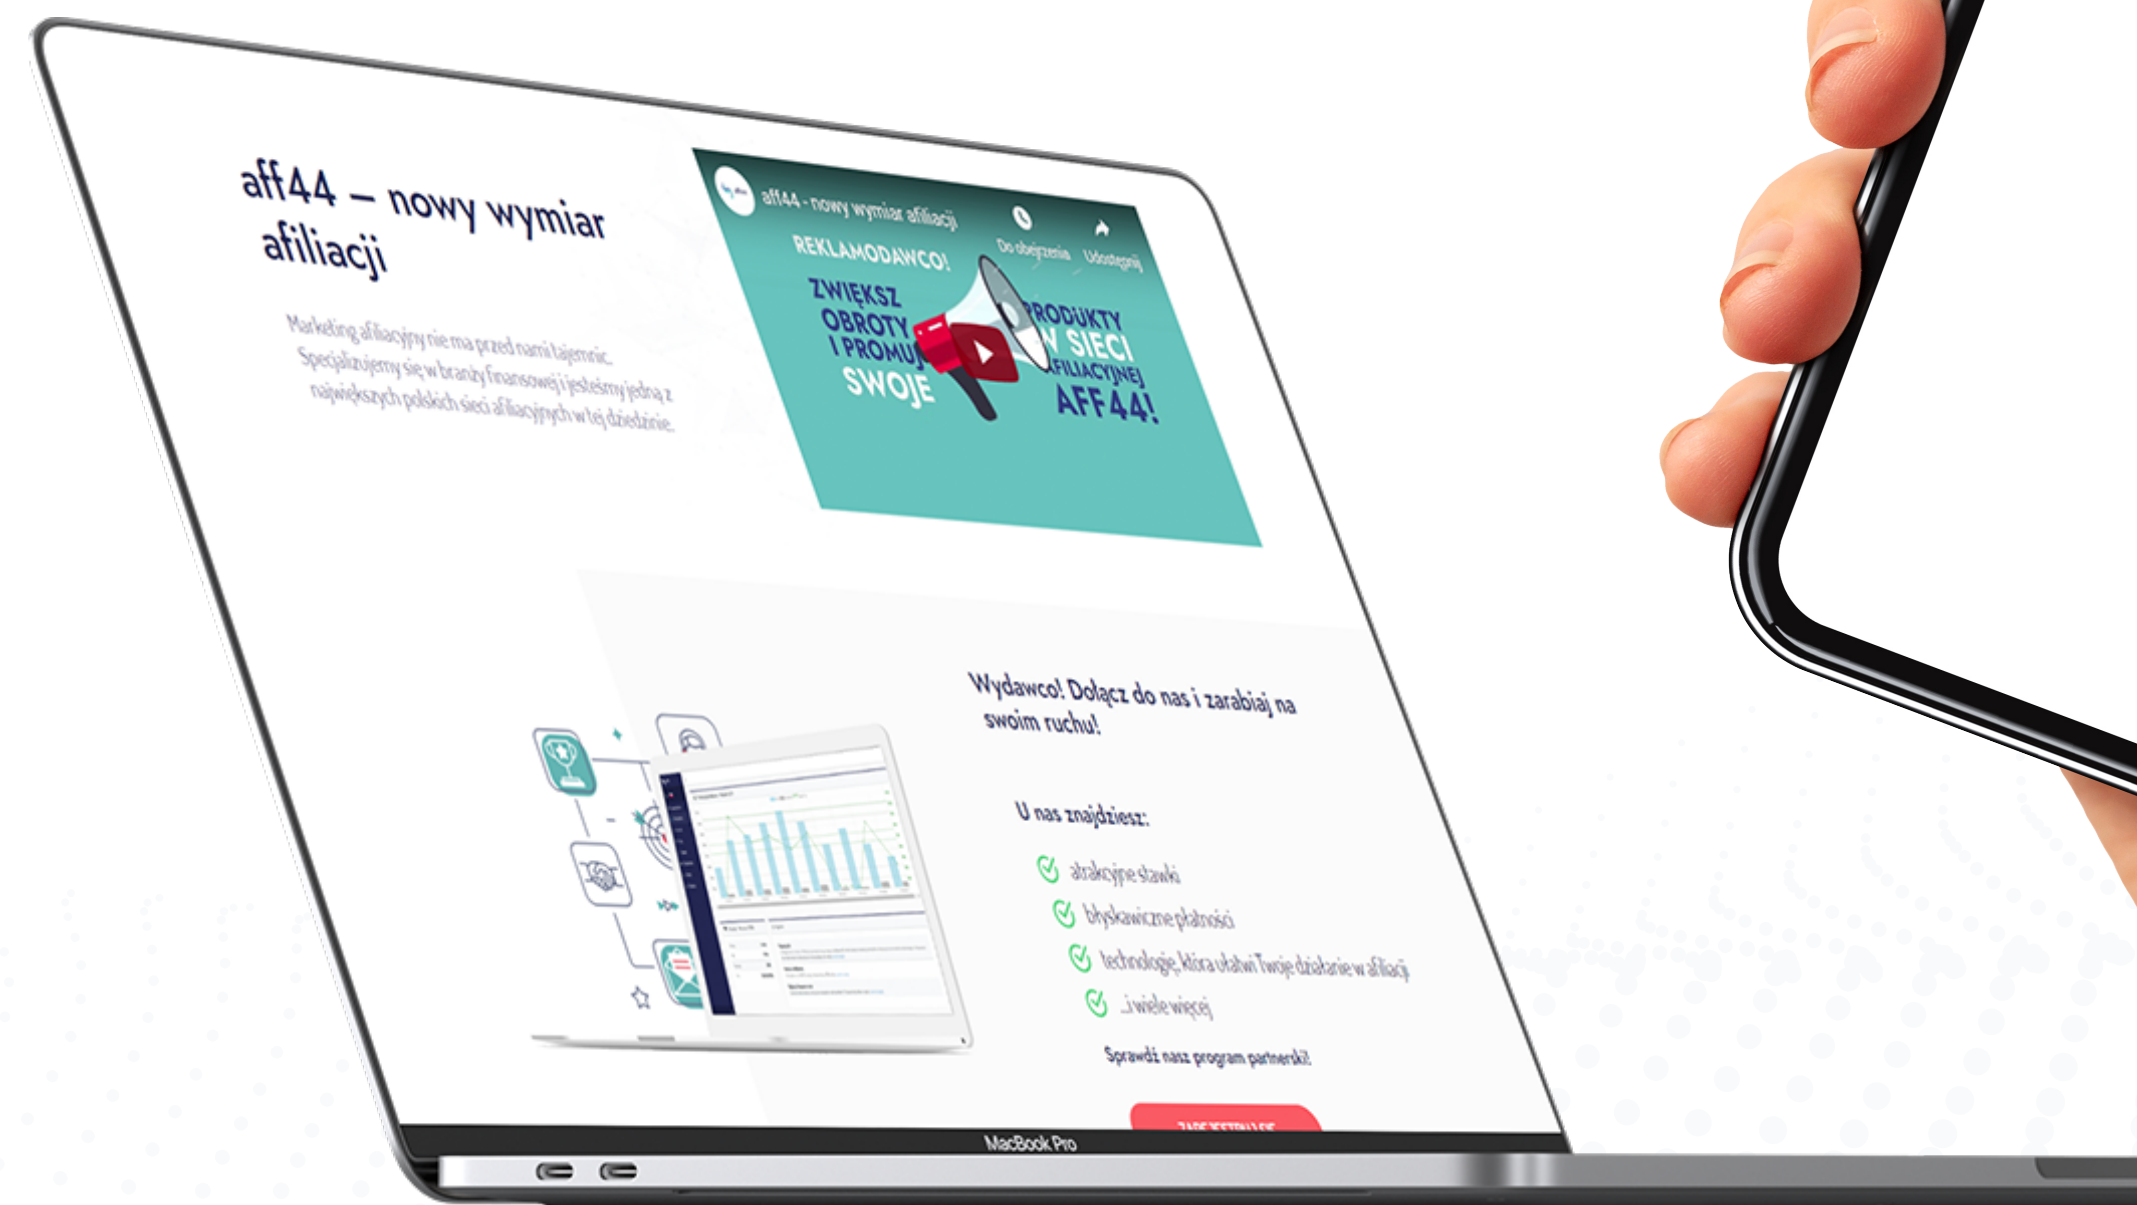 aff44 – nowy wymiar
afiliacji
Marketing afiliacyjny nie ma przed nami tajemnic.
Specjalizujemy się w branży finansowej i jesteśmy jedną z
największych polskich sieci afiliacyjnych w tej dziedzinie.
aff44 - nowy wymiar afiliacji
Do obejrzenia
Udostępnij
REKLAMODAWCO!
ZWIĘKSZ
OBROTY
I PROMUJ
SWOJE
PRODUKTY
W SIECI
AFILIACYJNEJ
AFF44!
Wydawco! Dołącz do nas i zarabiaj na
swoim ruchu!
U nas znajdziesz:
atrakcyjne stawki
błyskawiczne płatności
technologię, która ułatwi Twoje działanie w afiliacji
...i wiele więcej
Sprawdź nasz program partnerski!
ZAREJESTRUJ SIĘ
MacBook Pro